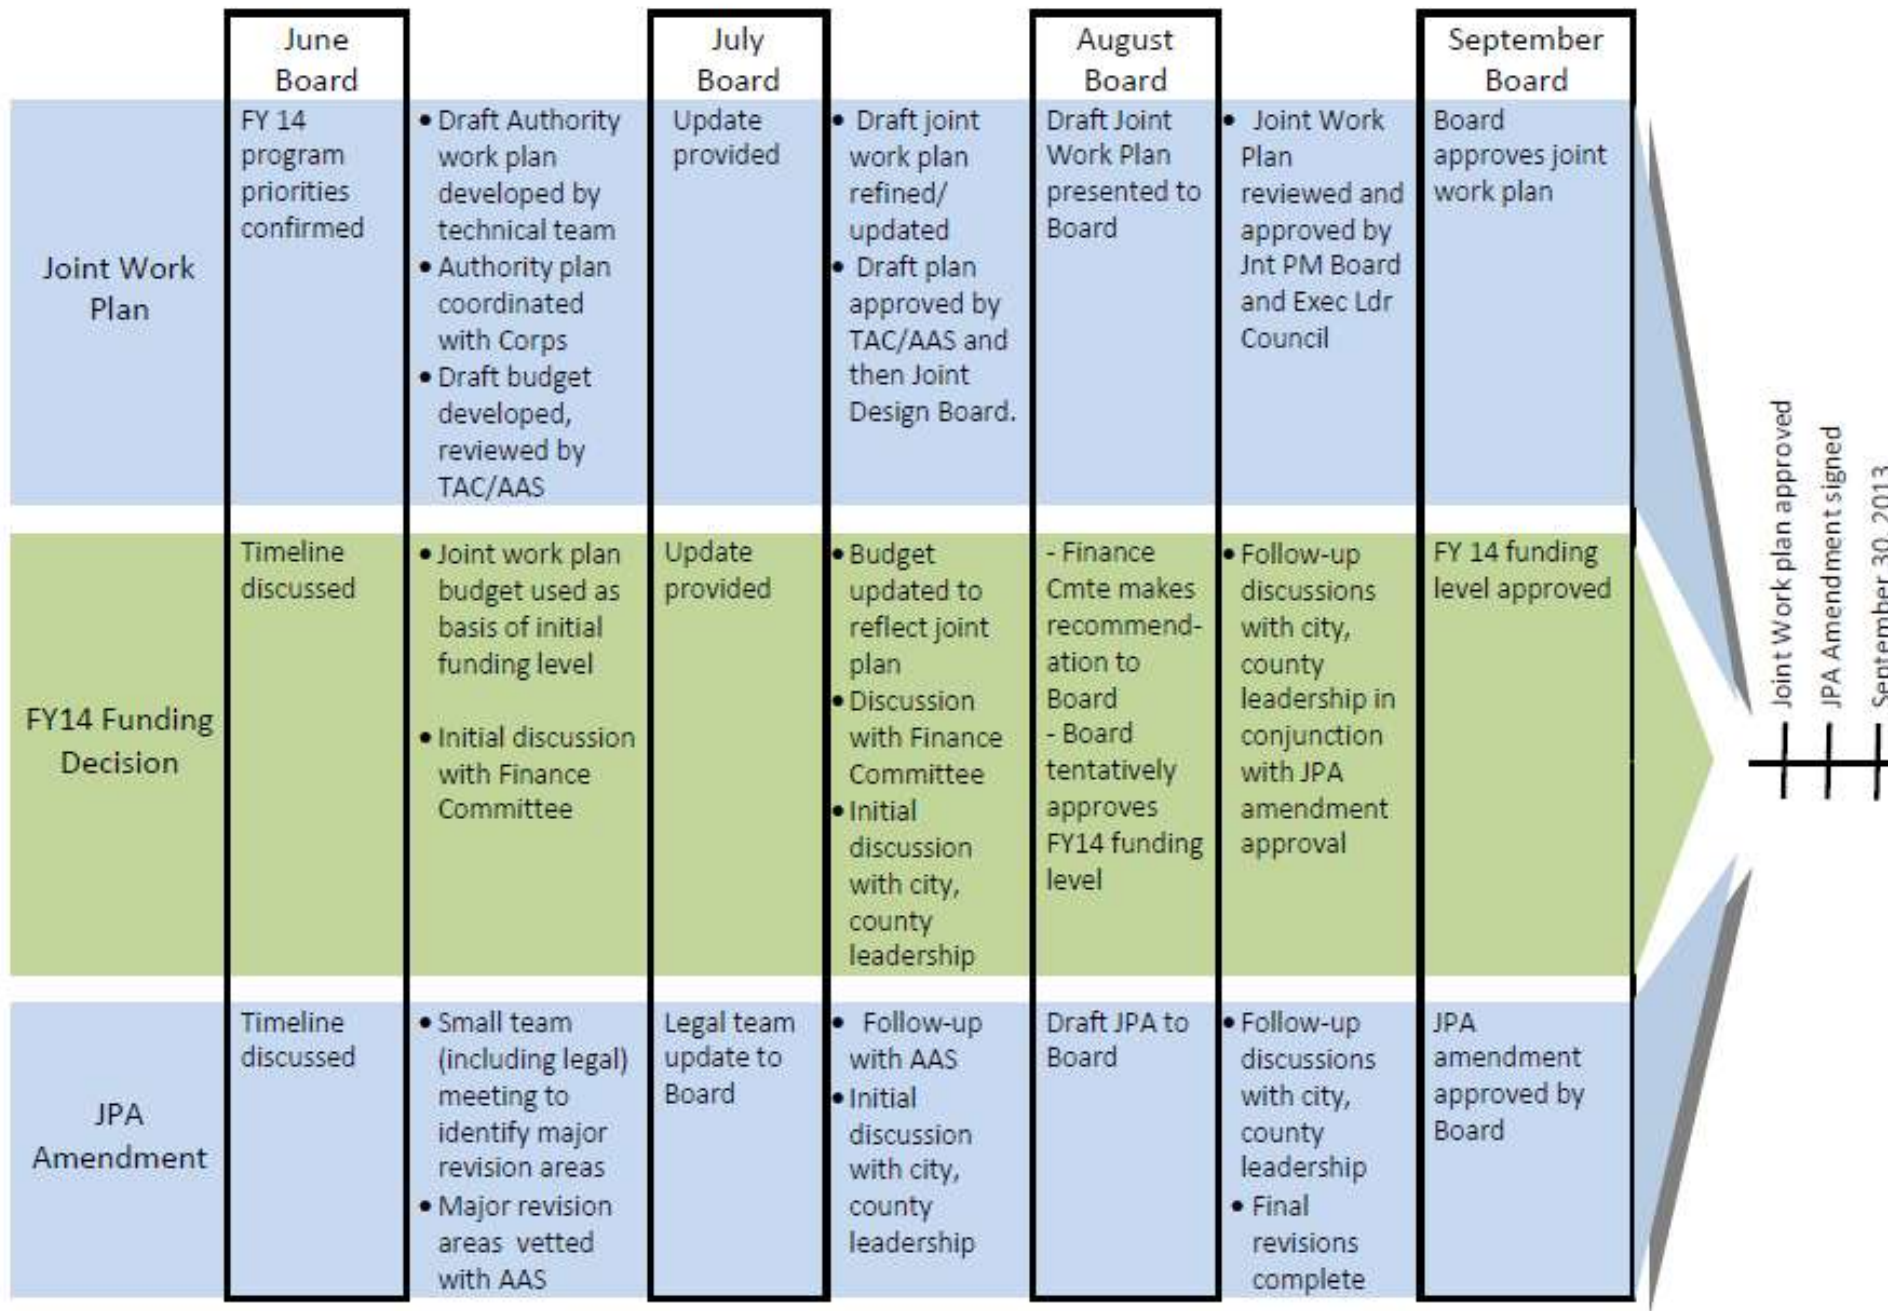 June
Board
July
Board
August
Board
September
Board
Joint Work
Plan
FY 14
program
priorities
confirmed
• Draft Authority
work plan
developed by
technical team
• Authority plan
coordinated
with Corps
• Draft budget
developed,
reviewed by
TAC/AAS
Update
provided
• Draft joint
work plan
refined/
updated
• Draft plan
approved by
TAC/AAS and
then Joint
Design Board.
Draft Joint
Work Plan
presented to
Board
• Joint Work
Plan
reviewed and
approved by
Jnt PM Board
and Exec Ldr
Council
Board
approves joint
work plan
FY14 Funding
Decision
Timeline
discussed
• Joint work plan
budget used as
basis of initial
funding level
• Initial discussion
with Finance
Committee
Update
provided
• Budget
updated to
reflect joint
plan
• Discussion
with Finance
Committee
• Initial
discussion
with city,
county
leadership
- Finance
Cmte makes
recommend-
ation to
Board
- Board
tentatively
approves
FY14 funding
level
• Follow-up
discussions
with city,
county
leadership in
conjunction
with JPA
amendment
approval
FY 14 funding
level approved
JPA
Amendment
Timeline
discussed
• Small team
(including legal)
meeting to
identify major
revision areas
• Major revision
areas vetted
with AAS
Legal team
update to
Board
• Follow-up
with AAS
• Initial
discussion
with city,
county
leadership
Draft JPA to
Board
• Follow-up
discussions
with city,
county
leadership
• Final
revisions
complete
JPA
amendment
approved by
Board
Joint Work plan approved
JPA Amendment signed
September 30, 2013